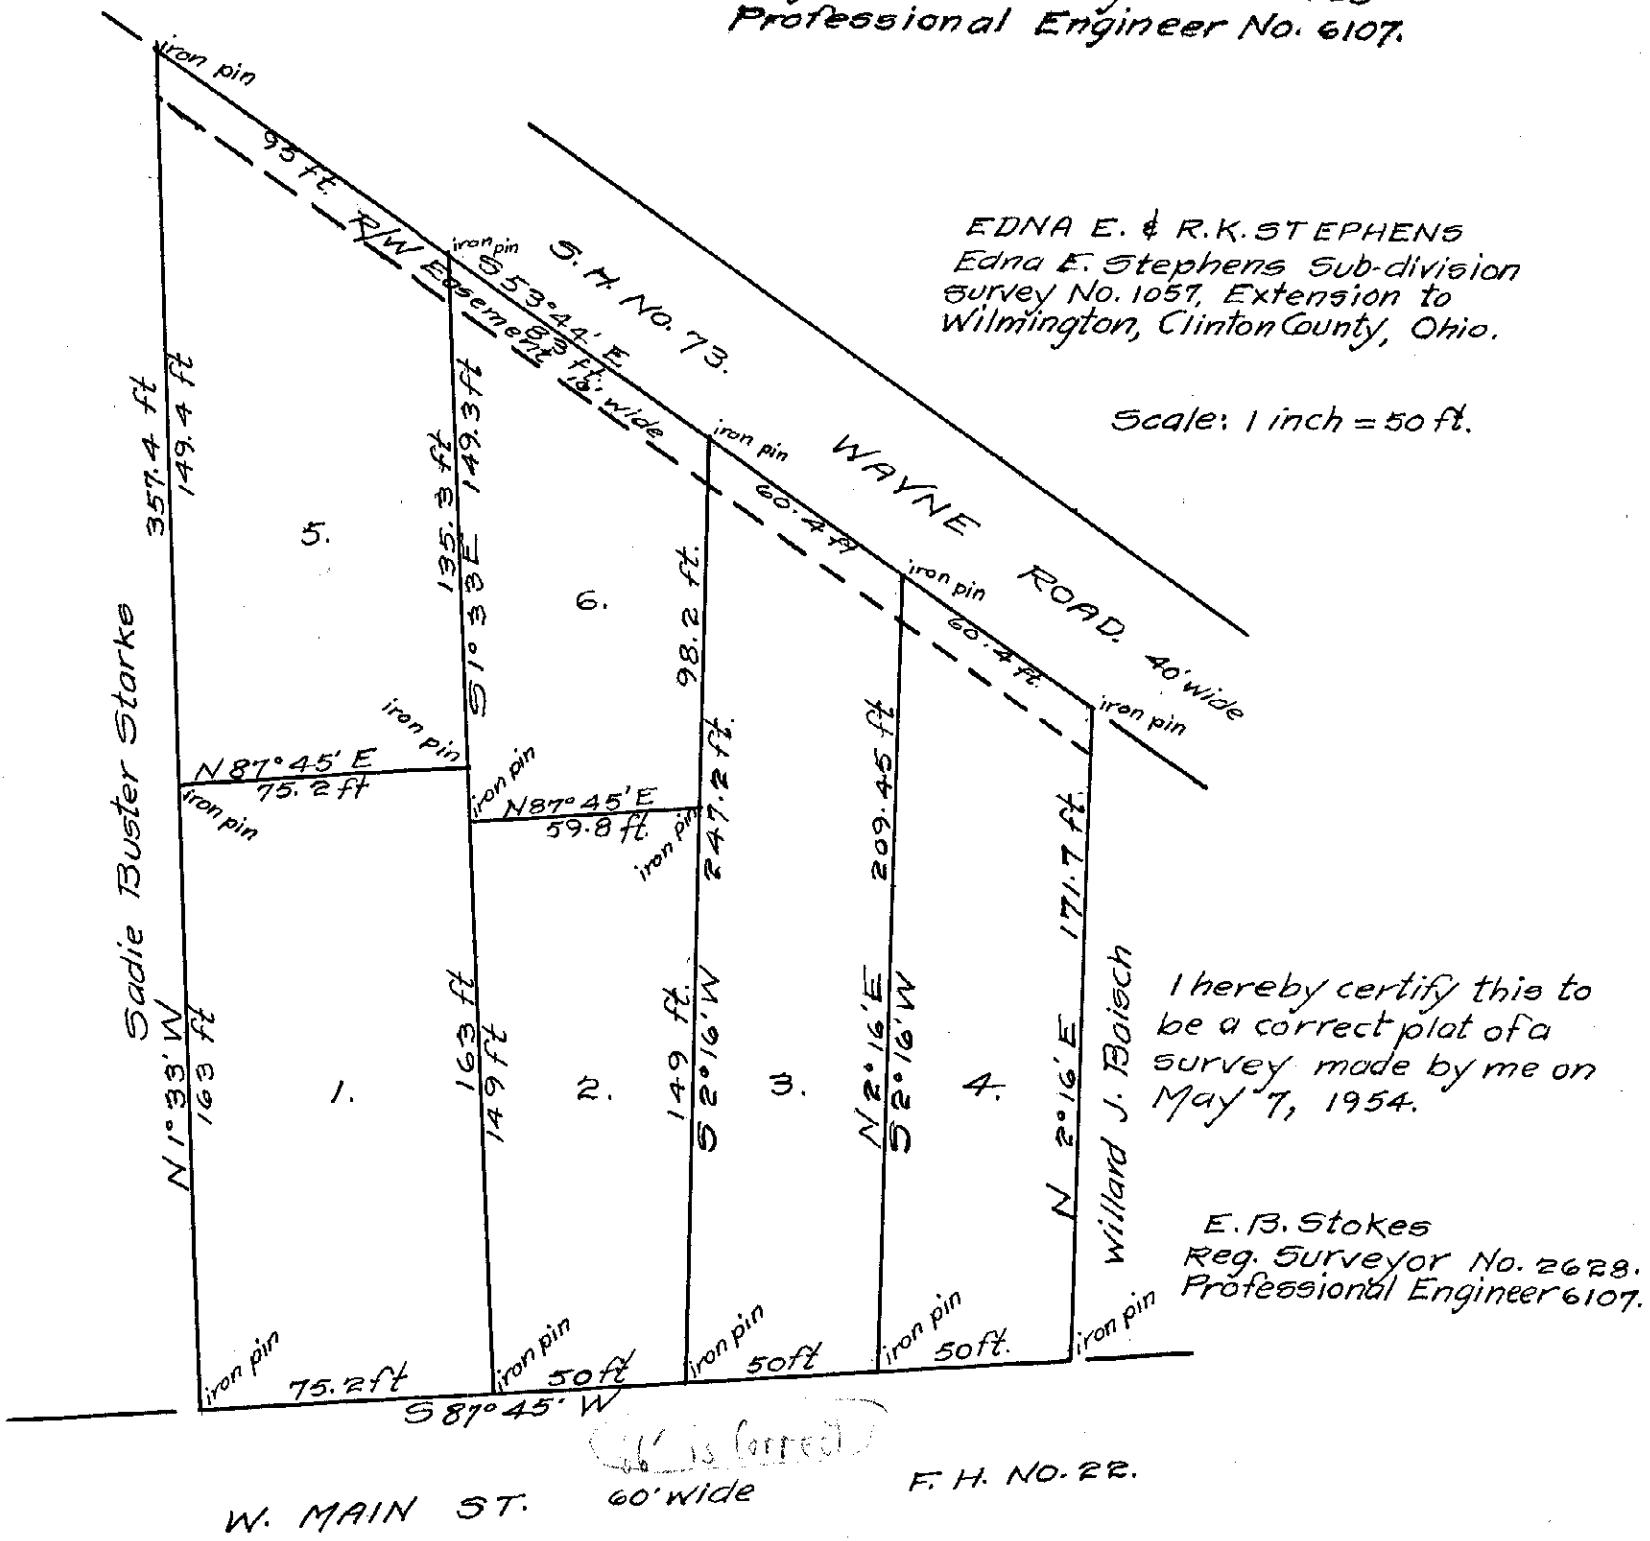 Professional Engineer No. 6107.
iron pin
95 ft.
R/W Easement 15' wide
iron pin
S 53° 44' E
83 ft.
S. H. No. 73.
WAYNE ROAD. 40' wide
EDNA E. & R.K. STEPHENS
Edna E. Stephens Sub-division
survey No. 1057, Extension to
Wilmington, Clinton County, Ohio.
Scale: 1 inch = 50 ft.
iron pin
60.4 ft
iron pin
60.4 ft.
iron pin
357.4 ft
149.4 ft
135.3 ft
149.3 ft
S 1° 33 E
98.2 ft.
247.2 ft.
209.45 ft
171.7 ft.
5.
6.
Sadie Buster Starke
iron pin
N 87° 45' E
75.2 ft
iron pin
iron pin
N 87° 45' E
59.8 ft.
iron pin
N 1° 33' W
163 ft
163 ft
149 ft
149 ft.
S 2° 16' W
N 2° 16' E
S 2° 16' W
N 2° 16' E
Willard J. Baisch
1.
2.
3.
4.
I hereby certify this to
be a correct plat of a
survey made by me on
May 7, 1954.
E. B. Stokes
Reg. Surveyor No. 2628.
Professional Engineer 6107.
iron pin
75.2 ft
iron pin
50 ft
iron pin
50 ft
iron pin
50 ft.
iron pin
S 87° 45' W
66' is correct
W. MAIN ST. 60' wide F. H. NO. 22.